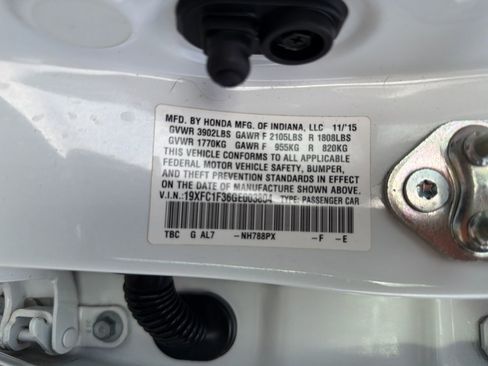 MFD. BY HONDA MFG. OF INDIANA, LLC 11/'15
GVWR 3902LBS GAWR F 2105LBS R 1808LBS
GVWR 1770KG GAWR F 955KG R 820KG
THIS VEHICLE CONFORMS TO ALL APPLICABLE
FEDERAL MOTOR VEHICLE SAFETY, BUMPER,
AND THEFT PREVENTION STANDARDS IN EFFECT
ON THE DATE OF MANUFACTURE SHOWN ABOVE.
V.I.N.:19XFC1F36GE003804 TYPE: PASSENGER CAR
TBC G AL7 -NH788PX -F -E